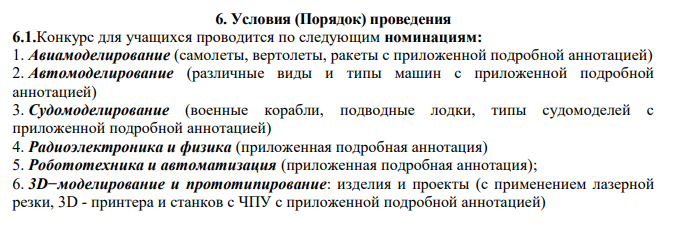 6. Условия (Порядок) проведения
6.1.Конкурс для учащихся проводится по следующим номинациям:
1. Авиамоделирование (самолеты, вертолеты, ракеты с приложенной подробной аннотацией)
2. Автомоделирование (различные виды и типы машин с приложенной подробной
аннотацией)
3. Судомоделирование (военные корабли, подводные лодки, типы судомоделей с
приложенной подробной аннотацией)
4. Радиоэлектроника и физика (приложенная подробная аннотация)
5. Робототехника и автоматизация (приложенная подробная аннотация);
6. 3D−моделирование и прототипирование: изделия и проекты (с применением лазерной
резки, 3D - принтера и станков с ЧПУ с приложенной подробной аннотацией)